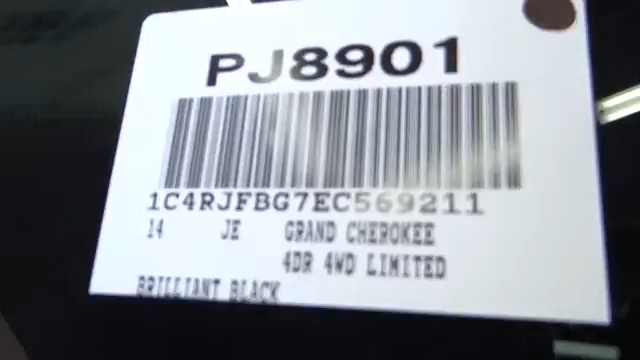 PJ8901
1C4RJFBG7EC569211
14 JE GRAND CHEROKEE
4DR 4WD LIMITED
BRILLIANT BLACK